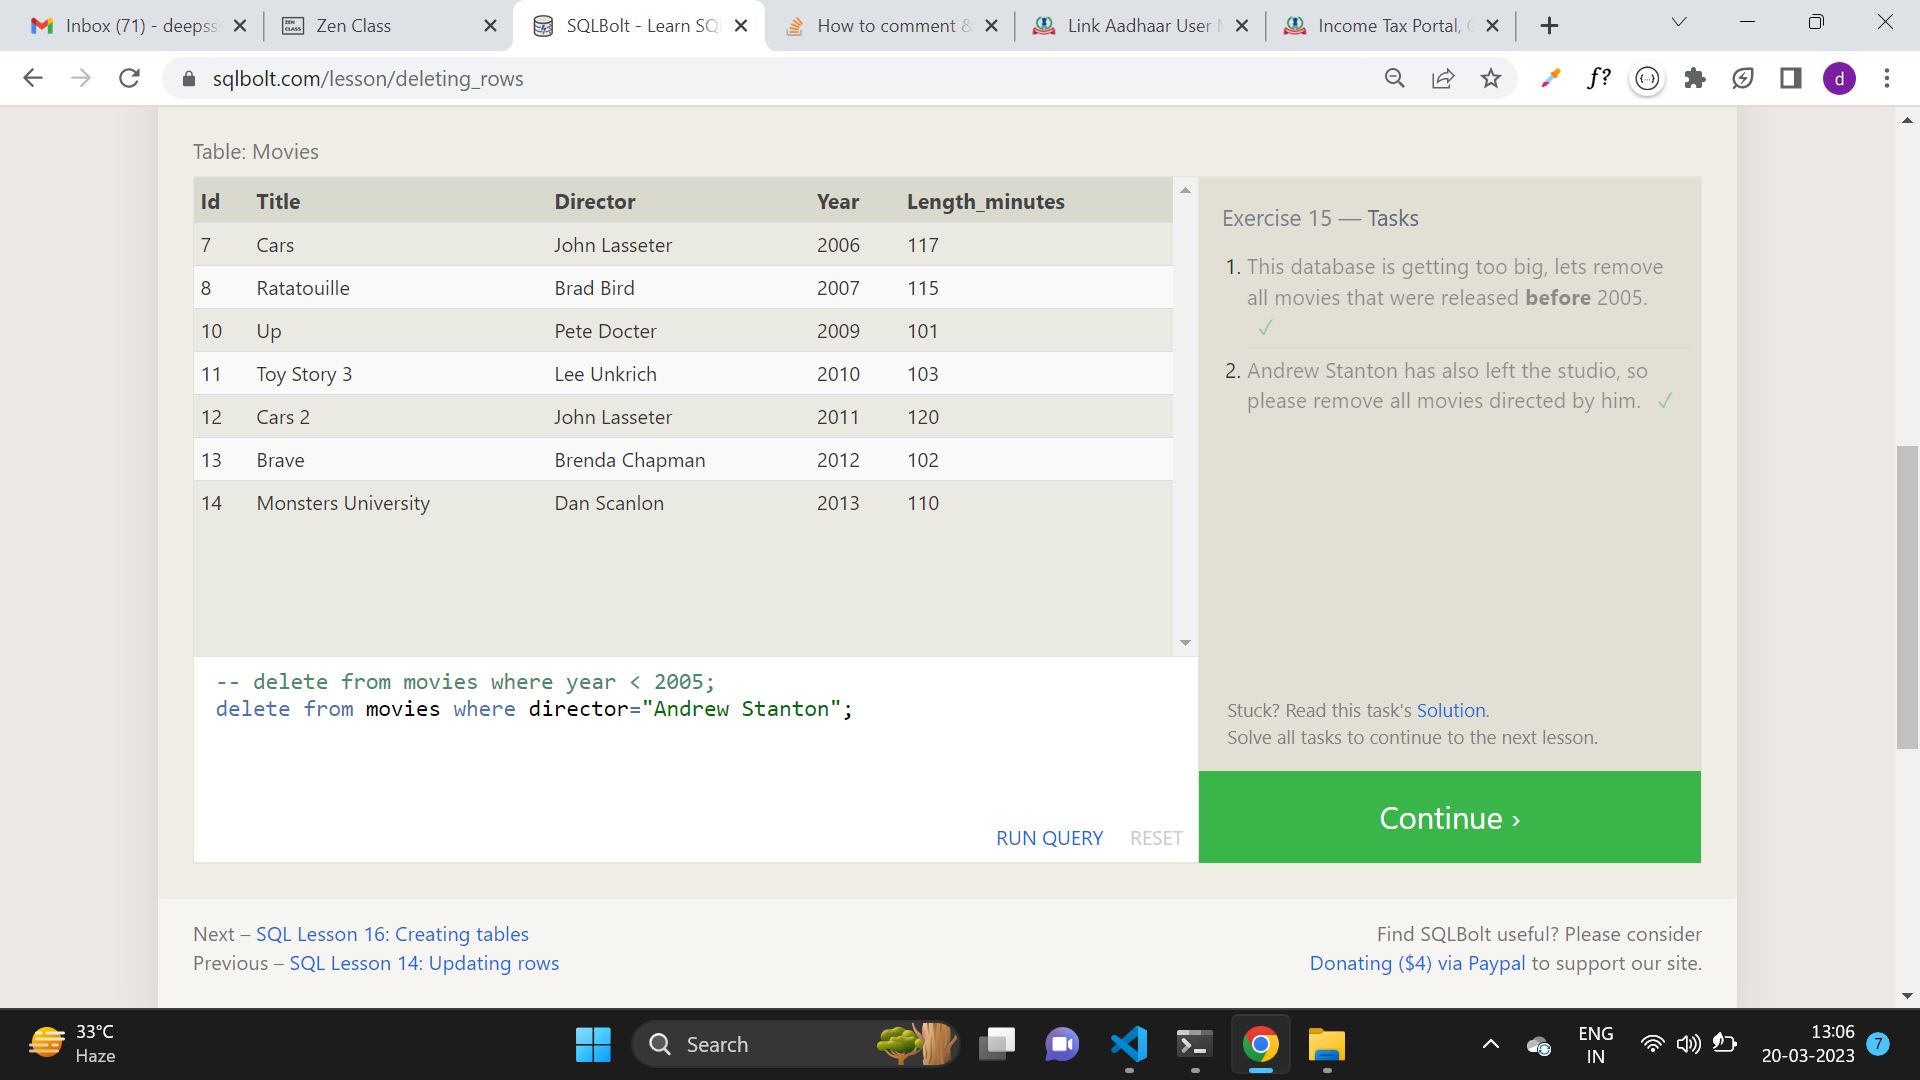 Inbox (71) - deepss
Zen Class
SQLBolt - Learn SQL
How to comment &
Link Aadhaar User
Income Tax Portal,
sqlbolt.com/lesson/deleting_rows
f?
d
Table: Movies
Id Title Director Year Length_minutes
7 Cars John Lasseter 2006 117
8 Ratatouille Brad Bird 2007 115
10 Up Pete Docter 2009 101
11 Toy Story 3 Lee Unkrich 2010 103
12 Cars 2 John Lasseter 2011 120
13 Brave Brenda Chapman 2012 102
14 Monsters University Dan Scanlon 2013 110
-- delete from movies where year < 2005;
delete from movies where director="Andrew Stanton";
RUN QUERY RESET
Exercise 15 — Tasks
1. This database is getting too big, lets remove
all movies that were released before 2005.
✓
2. Andrew Stanton has also left the studio, so
please remove all movies directed by him. ✓
Stuck? Read this task's Solution.
Solve all tasks to continue to the next lesson.
Continue ›
Next – SQL Lesson 16: Creating tables
Previous – SQL Lesson 14: Updating rows
Find SQLBolt useful? Please consider
Donating ($4) via Paypal to support our site.
33°C
Haze
Search
ENG
IN
13:06
20-03-2023
7